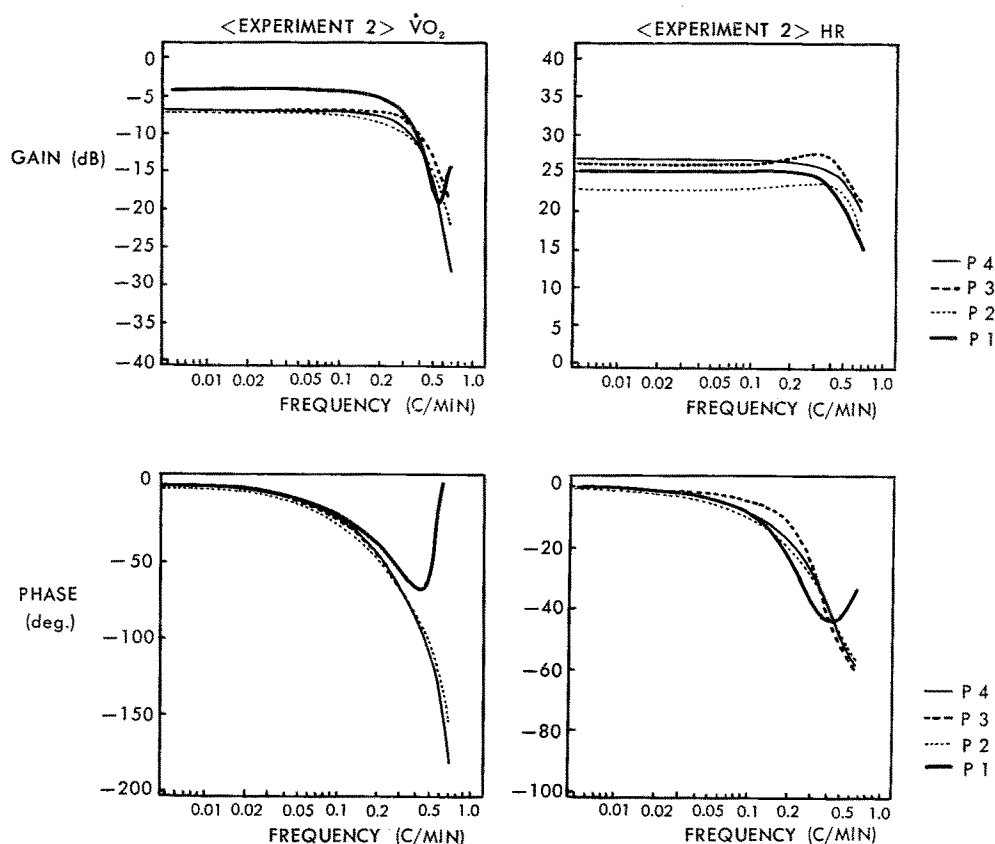 <EXPERIMENT 2> V̇O₂
0
−5
−10
−15
−20
−25
−30
−35
−40
GAIN (dB)
0.01 0.02 0.05 0.1 0.2 0.5 1.0
FREQUENCY (C/MIN)
<EXPERIMENT 2> HR
40
35
30
25
20
15
10
5
0
0.01 0.02 0.05 0.1 0.2 0.5 1.0
FREQUENCY (C/MIN)
P 4
P 3
P 2
P 1
0
−50
−100
−150
−200
PHASE
(deg.)
0.01 0.02 0.05 0.1 0.2 0.5 1.0
FREQUENCY (C/MIN)
0
−20
−40
−60
−80
−100
0.01 0.02 0.05 0.1 0.2 0.5 1.0
FREQUENCY (C/MIN)
P 4
P 3
P 2
P 1